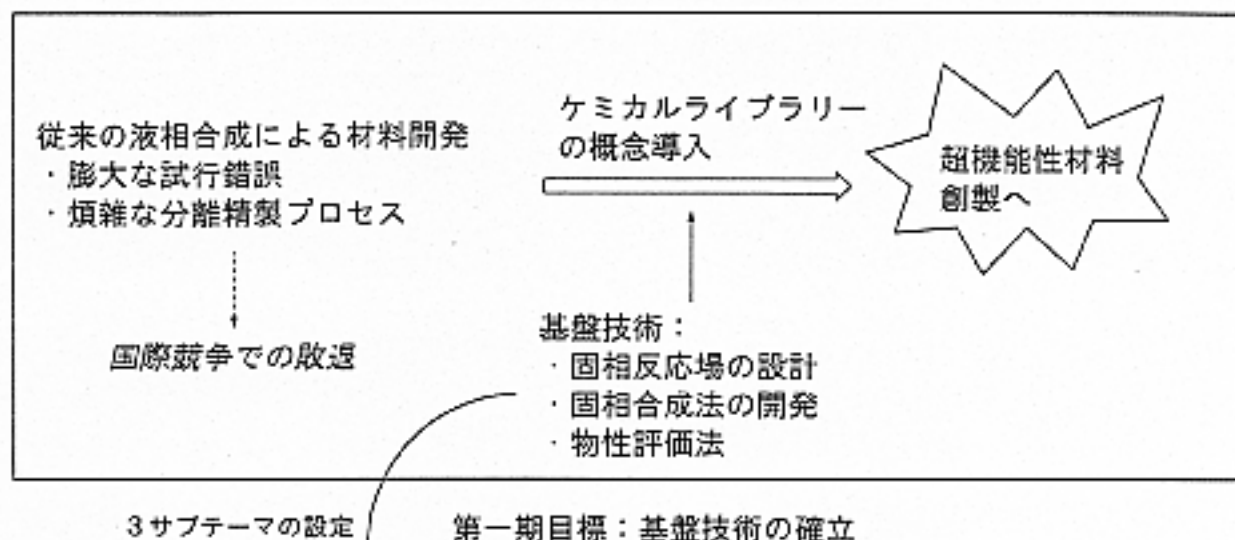 従来の液相合成による材料開発
・膨大な試行錯誤
・煩雑な分離精製プロセス
国際競争での敗退
ケミカルライブラリー
の概念導入
超機能性材料
創製へ
基盤技術：
・固相反応場の設計
・固相合成法の開発
・物性評価法
3サブテーマの設定
第一期目標：基盤技術の確立